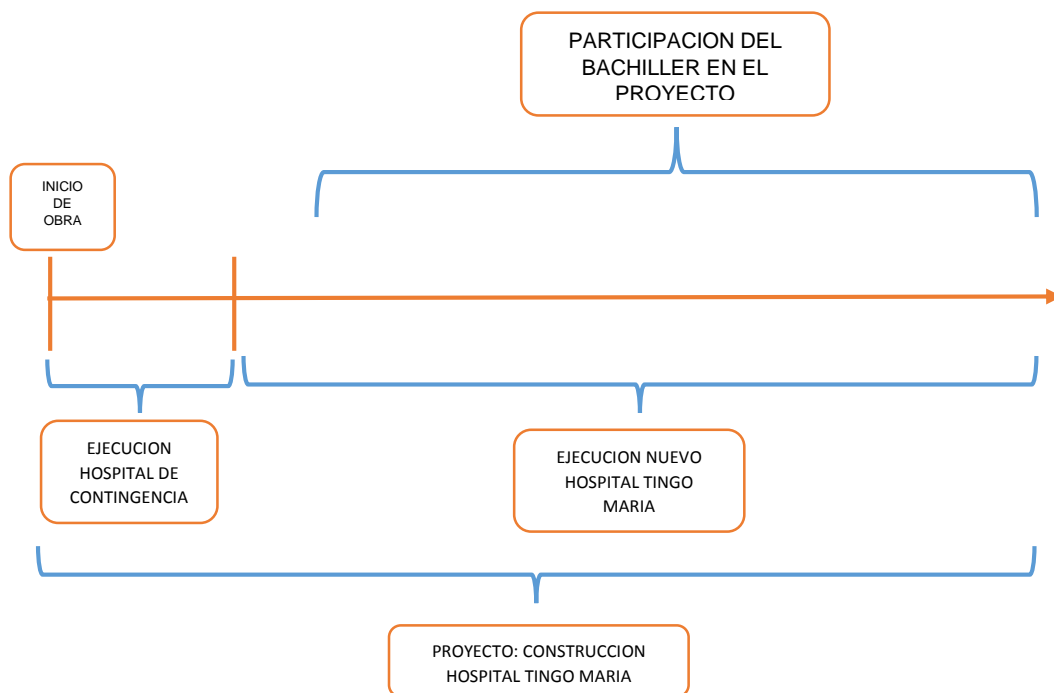 PARTICIPACION DEL
BACHILLER EN EL
PROYECTO
INICIO
DE
OBRA
EJECUCION
HOSPITAL DE
CONTINGENCIA
EJECUCION NUEVO
HOSPITAL TINGO
MARIA
PROYECTO: CONSTRUCCION
HOSPITAL TINGO MARIA